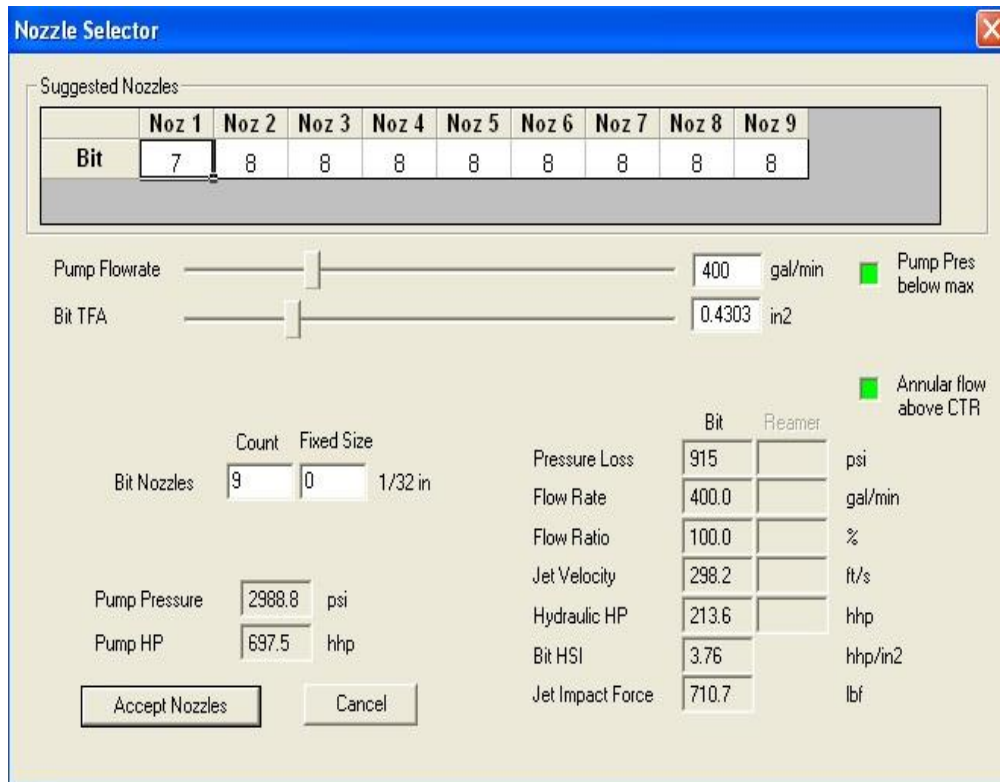 Nozzle Selector
Suggested Nozzles
Noz 1 Noz 2 Noz 3 Noz 4 Noz 5 Noz 6 Noz 7 Noz 8 Noz 9
Bit 7 8 8 8 8 8 8 8 8
Pump Flowrate 400 gal/min
Pump Pres
below max
Bit TFA 0.4303 in2
Annular flow
above CTR
Count Fixed Size
Bit Nozzles 9 0 1/32 in
Pump Pressure 2988.8 psi
Pump HP 697.5 hhp
Accept Nozzles Cancel
Bit Reamer
Pressure Loss 915 psi
Flow Rate 400.0 gal/min
Flow Ratio 100.0 %
Jet Velocity 298.2 ft/s
Hydraulic HP 213.6 hhp
Bit HSI 3.76 hhp/in2
Jet Impact Force 710.7 lbf